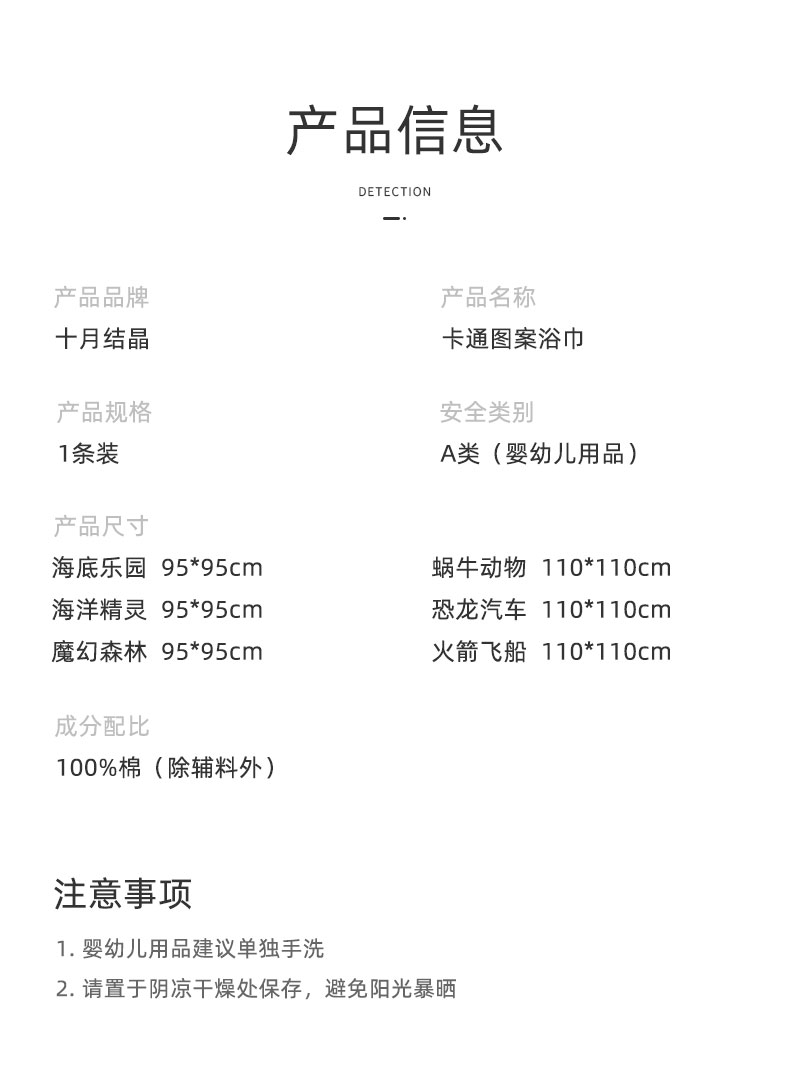 产品信息
DETECTION
产品品牌
十月结晶
产品名称
卡通图案浴巾
产品规格
1条装
安全类别
A类（婴幼儿用品）
产品尺寸
海底乐园 95*95cm
蜗牛动物 110*110cm
海洋精灵 95*95cm
恐龙汽车 110*110cm
魔幻森林 95*95cm
火箭飞船 110*110cm
成分配比
100%棉（除辅料外）
注意事项
1. 婴幼儿用品建议单独手洗
2. 请置于阴凉干燥处保存，避免阳光暴晒